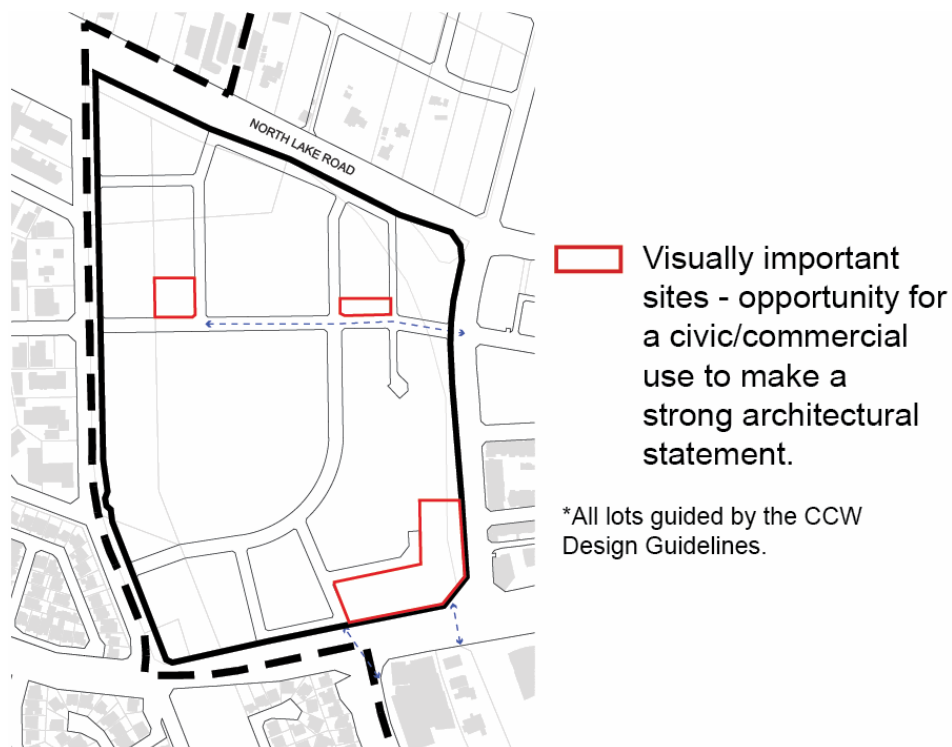 NORTH LAKE ROAD
Visually important
sites - opportunity for
a civic/commercial
use to make a
strong architectural
statement.
*All lots guided by the CCW
Design Guidelines.